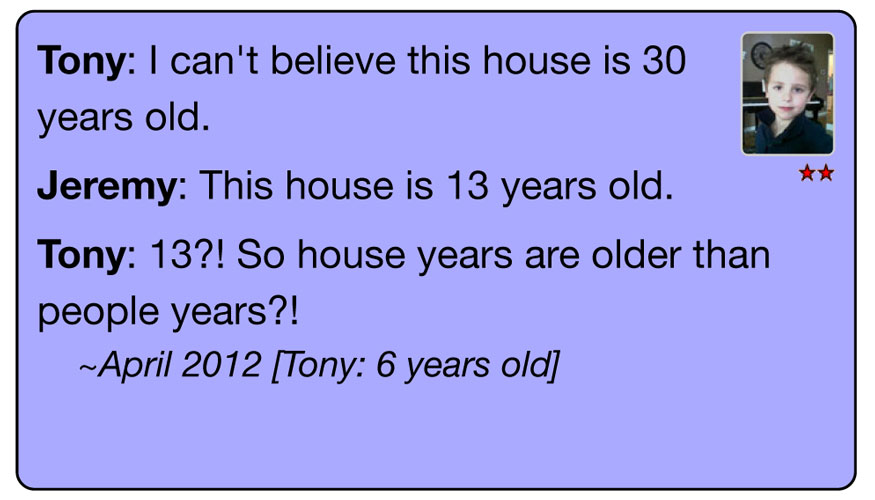 Tony: I can't believe this house is 30
years old.
Jeremy: This house is 13 years old.
Tony: 13?! So house years are older than
people years?!
~April 2012 [Tony: 6 years old]